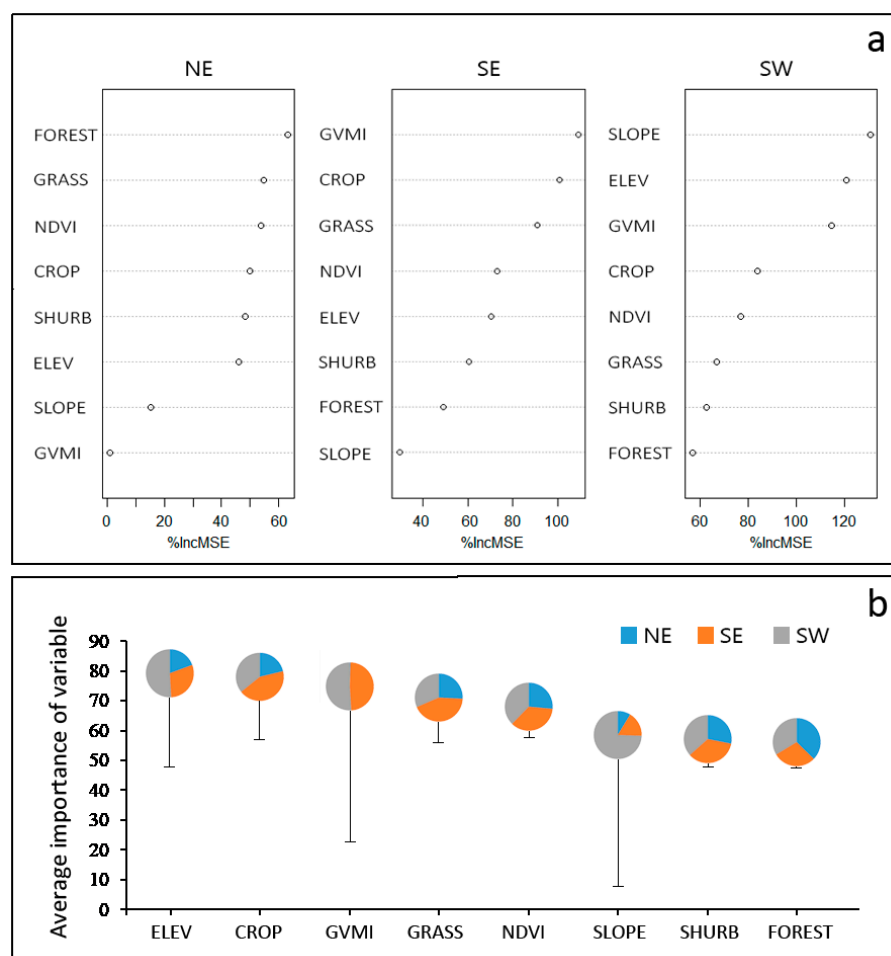 a
NE SE SW
FOREST GVMI SLOPE
GRASS CROP ELEV
NDVI GRASS GVMI
CROP NDVI CROP
SHURB ELEV NDVI
ELEV SHURB GRASS
SLOPE FOREST SHURB
GVMI SLOPE FOREST
0 20 40 60 40 60 80 100 60 80 100 120
%IncMSE %IncMSE %IncMSE
b
NE SE SW
Average importance of variable
90
80
70
60
50
40
30
20
10
0
ELEV CROP GVMI GRASS NDVI SLOPE SHURB FOREST